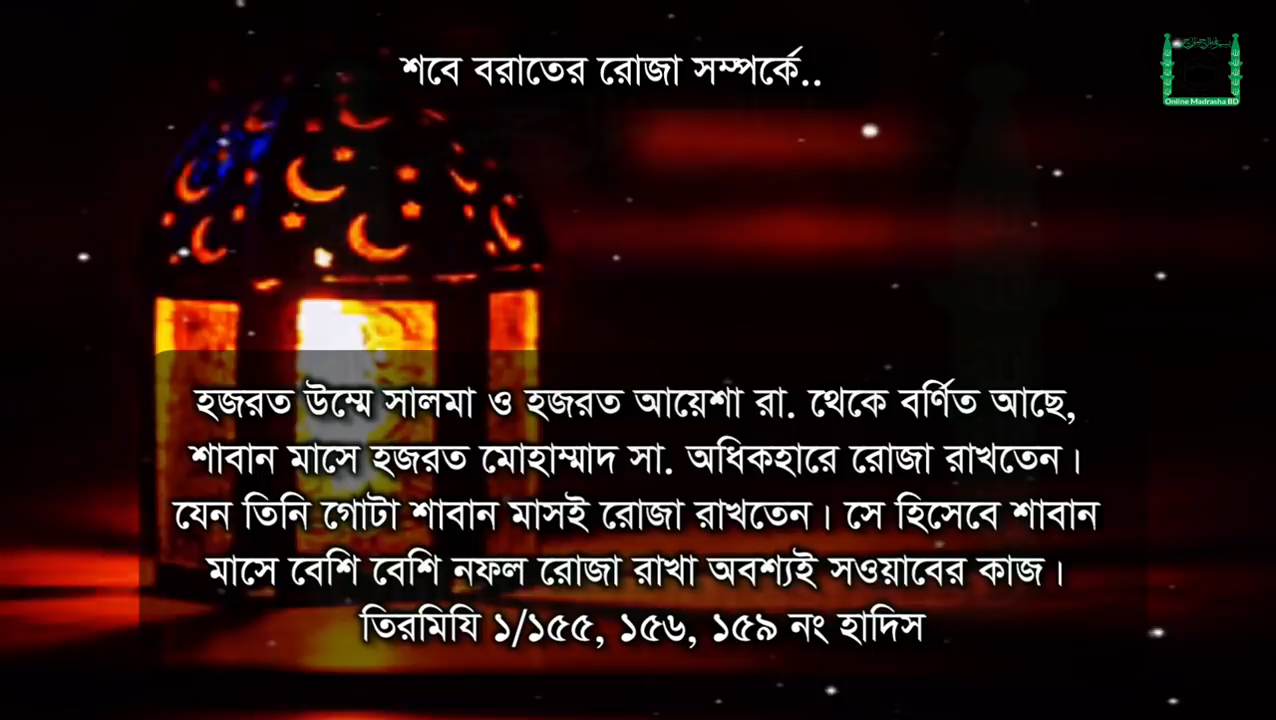 শবে বরাতের রোজা সম্পর্কে..
Online Madrasha BD
হজরত উম্মে সালমা ও হজরত আয়েশা রা. থেকে বর্ণিত আছে,
শাবান মাসে হজরত মোহাম্মাদ সা. অধিকহারে রোজা রাখতেন।
যেন তিনি গোটা শাবান মাসই রোজা রাখতেন। সে হিসেবে শাবান
মাসে বেশি বেশি নফল রোজা রাখা অবশ্যই সওয়াবের কাজ।
তিরমিযি ১/১৫৫, ১৫৬, ১৫৯ নং হাদিস